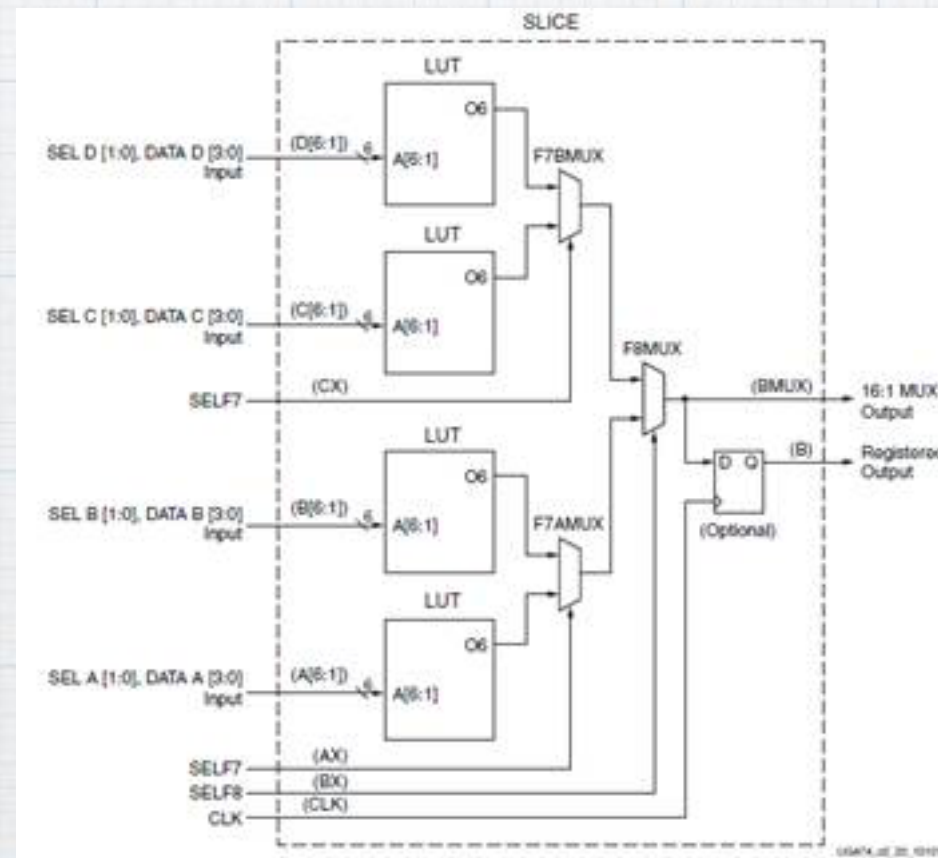 SLICE
LUT
O6
SEL D [1:0], DATA D [3:0]
Input
(D[6:1])
6
A[6:1]
F7BMUX
LUT
O6
SEL C [1:0], DATA C [3:0]
Input
(C[6:1])
6
A[6:1]
F8MUX
SELF7
(CX)
(BMUX)
16:1 MUX
Output
LUT
O6
D Q
(B)
Registered
Output
SEL B [1:0], DATA B [3:0]
Input
(B[6:1])
6
A[6:1]
F7AMUX
(Optional)
LUT
O6
SEL A [1:0], DATA A [3:0]
Input
(A[6:1])
6
A[6:1]
SELF7
(AX)
SELF8
(BX)
CLK
(CLK)